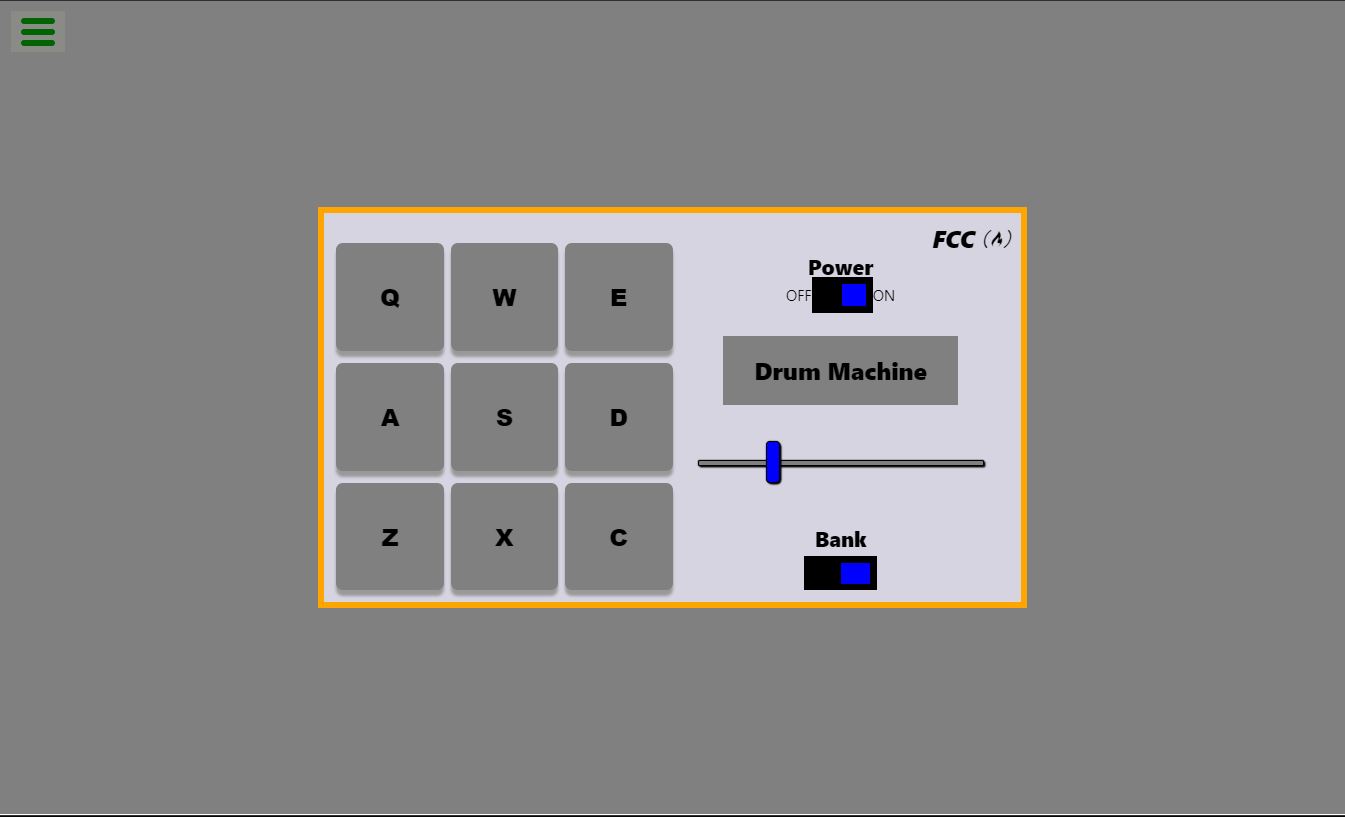 FCC
Q W E
A S D
Z X C
Power
OFF ON
Drum Machine
Bank